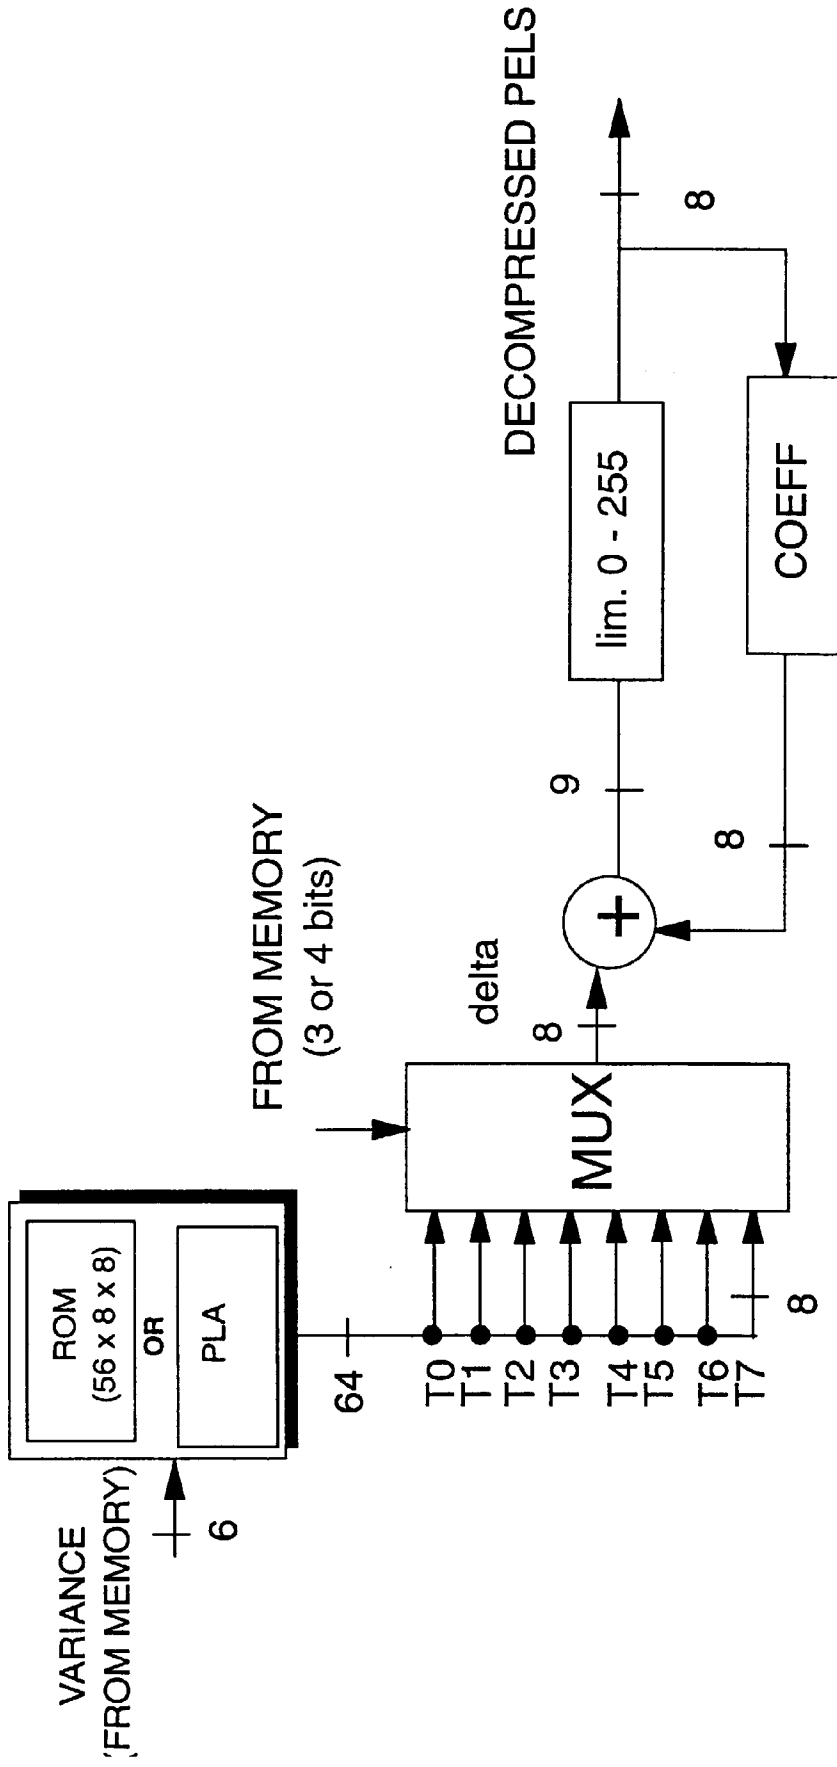 VARIANCE
(FROM MEMORY)
6
ROM
(56 x 8 x 8)
OR
PLA
64
T0
T1
T2
T3
T4
T5
T6
T7
8
FROM MEMORY
(3 or 4 bits)
MUX
delta
8
+
9
8
lim. 0 - 255
COEFF
DECOMPRESSED PELS
8